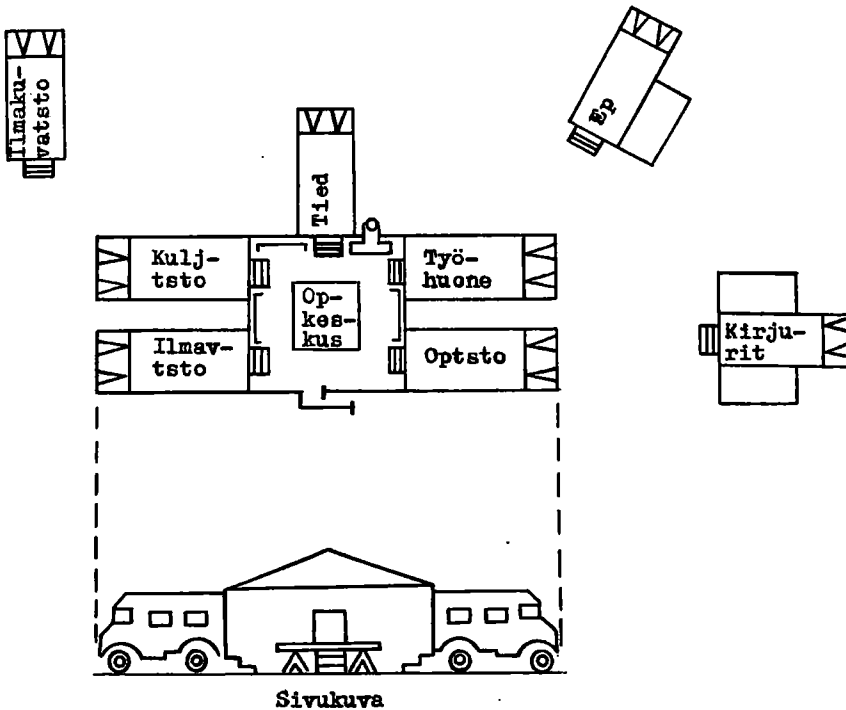 Ilmaku-
vatsto
Ep
Tied
Kulj-
tsto
Työ-
huone
Op-
kes-
kus
Ilmav-
tsto
Optsto
Kirju-
rit
Sivukuva